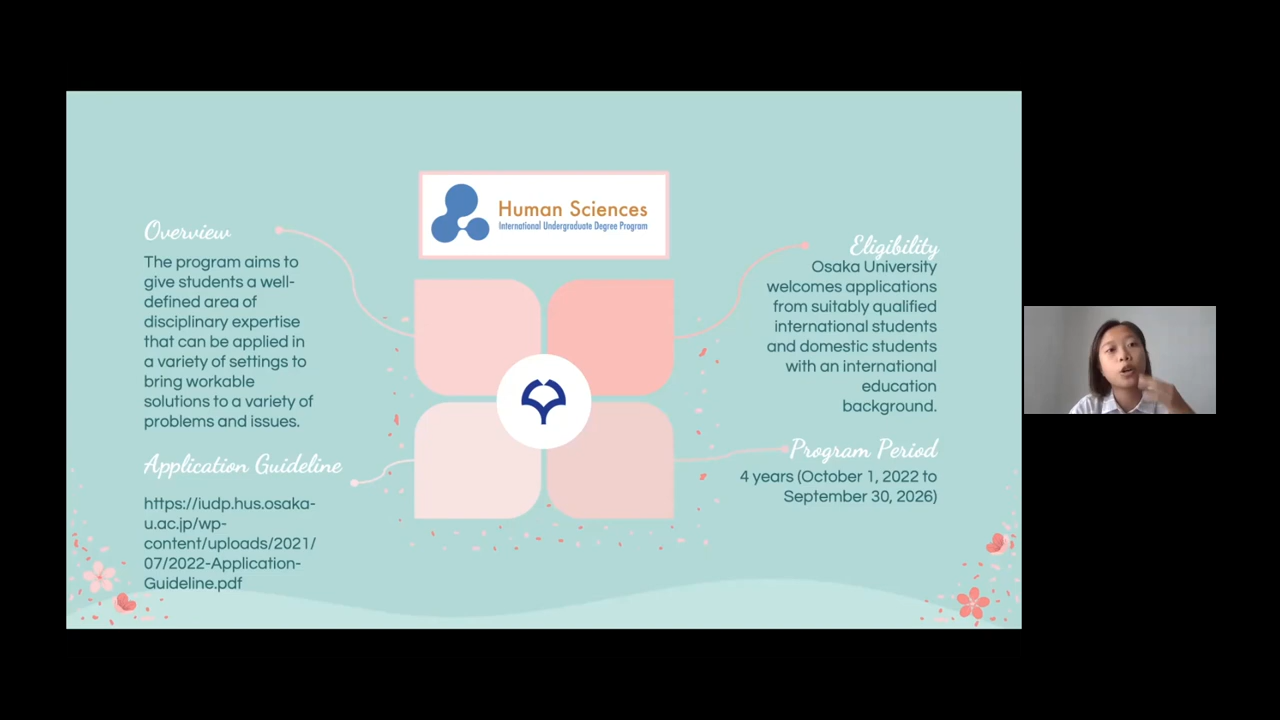 Human Sciences
International Undergraduate Degree Program
Overview
The program aims to
give students a well-
defined area of
disciplinary expertise
that can be applied in
a variety of settings to
bring workable
solutions to a variety of
problems and issues.
Application Guideline
https://iudp.hus.osaka-
u.ac.jp/wp-
content/uploads/2021/
07/2022-Application-
Guideline.pdf
Eligibility
Osaka University
welcomes applications
from suitably qualified
international students
and domestic students
with an international
education
background.
Program Period
4 years (October 1, 2022 to
September 30, 2026)